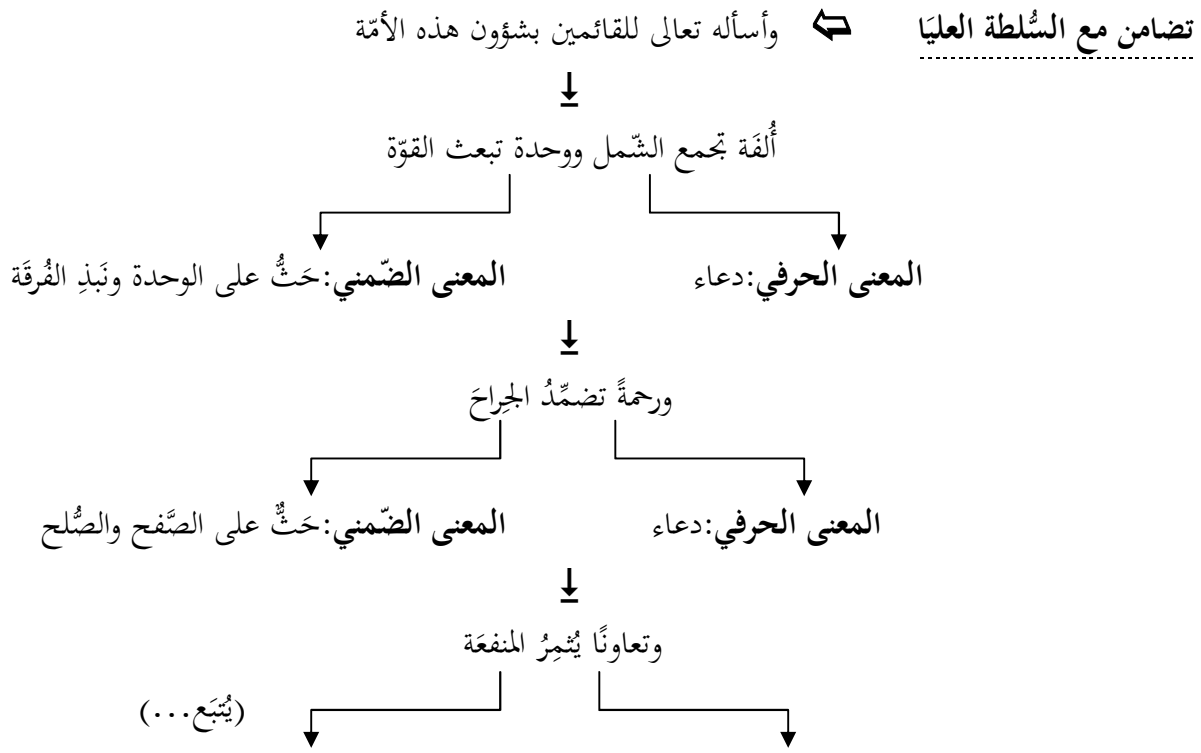 تضامن مع السُّلطة العليَا وأسأله تعالى للقائمين بشؤون هذه الأمّة
أُلفَة تجمع الشّمل ووحدة تبعث القوّة
المعنى الحرفي:دعاء المعنى الضّمني:حَثُّ على الوحدة ونَبذِ الفُرقَة
ورحمةً تضمِّدُ الجِراحَ
المعنى الحرفي:دعاء المعنى الضّمني:حَثٌّ على الصَّفح والصُّلح
وتعاونًا يُثمِرُ المنفعَة
(يُتبَع...)